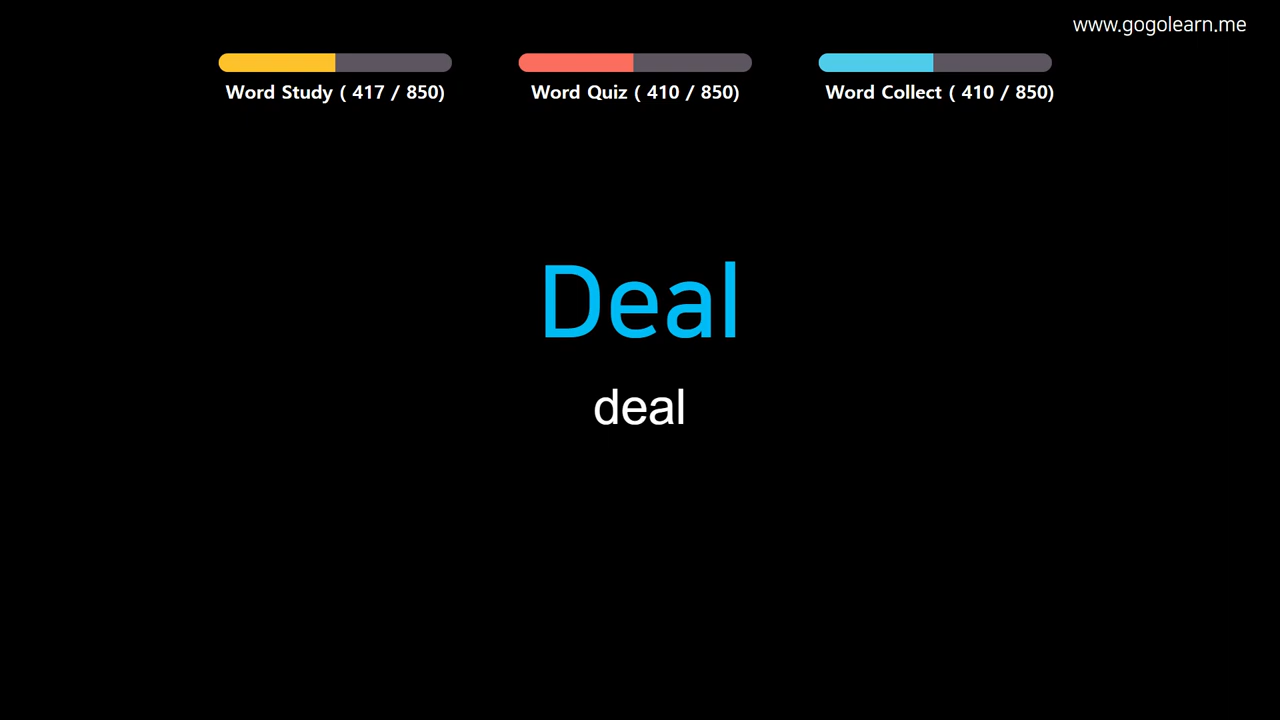 www.gogolearn.me
Word Study ( 417 / 850)
Word Quiz ( 410 / 850)
Word Collect ( 410 / 850)
Deal
deal